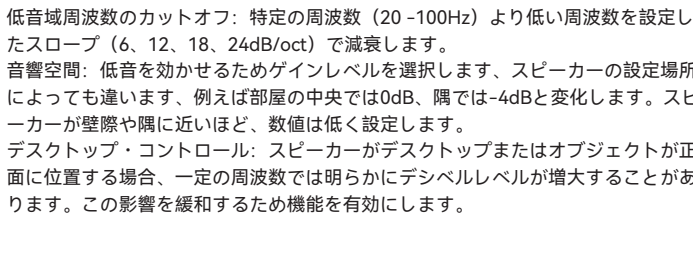 低音域周波数のカットオフ：特定の周波数（20 -100Hz）より低い周波数を設定し
たスロープ（6、12、18、24dB/oct）で減衰します。
音響空間：低音を効かせるためゲインレベルを選択します、スピーカーの設定場所
によっても違います、例えば部屋の中央では0dB、隅では-4dBと変化します。スピ
ーカーが壁際や隅に近いほど、数値は低く設定します。
デスクトップ・コントロール：スピーカーがデスクトップまたはオブジェクトが正
面に位置する場合、一定の周波数では明らかにデシベルレベルが増大することがあ
ります。この影響を緩和するため機能を有効にします。